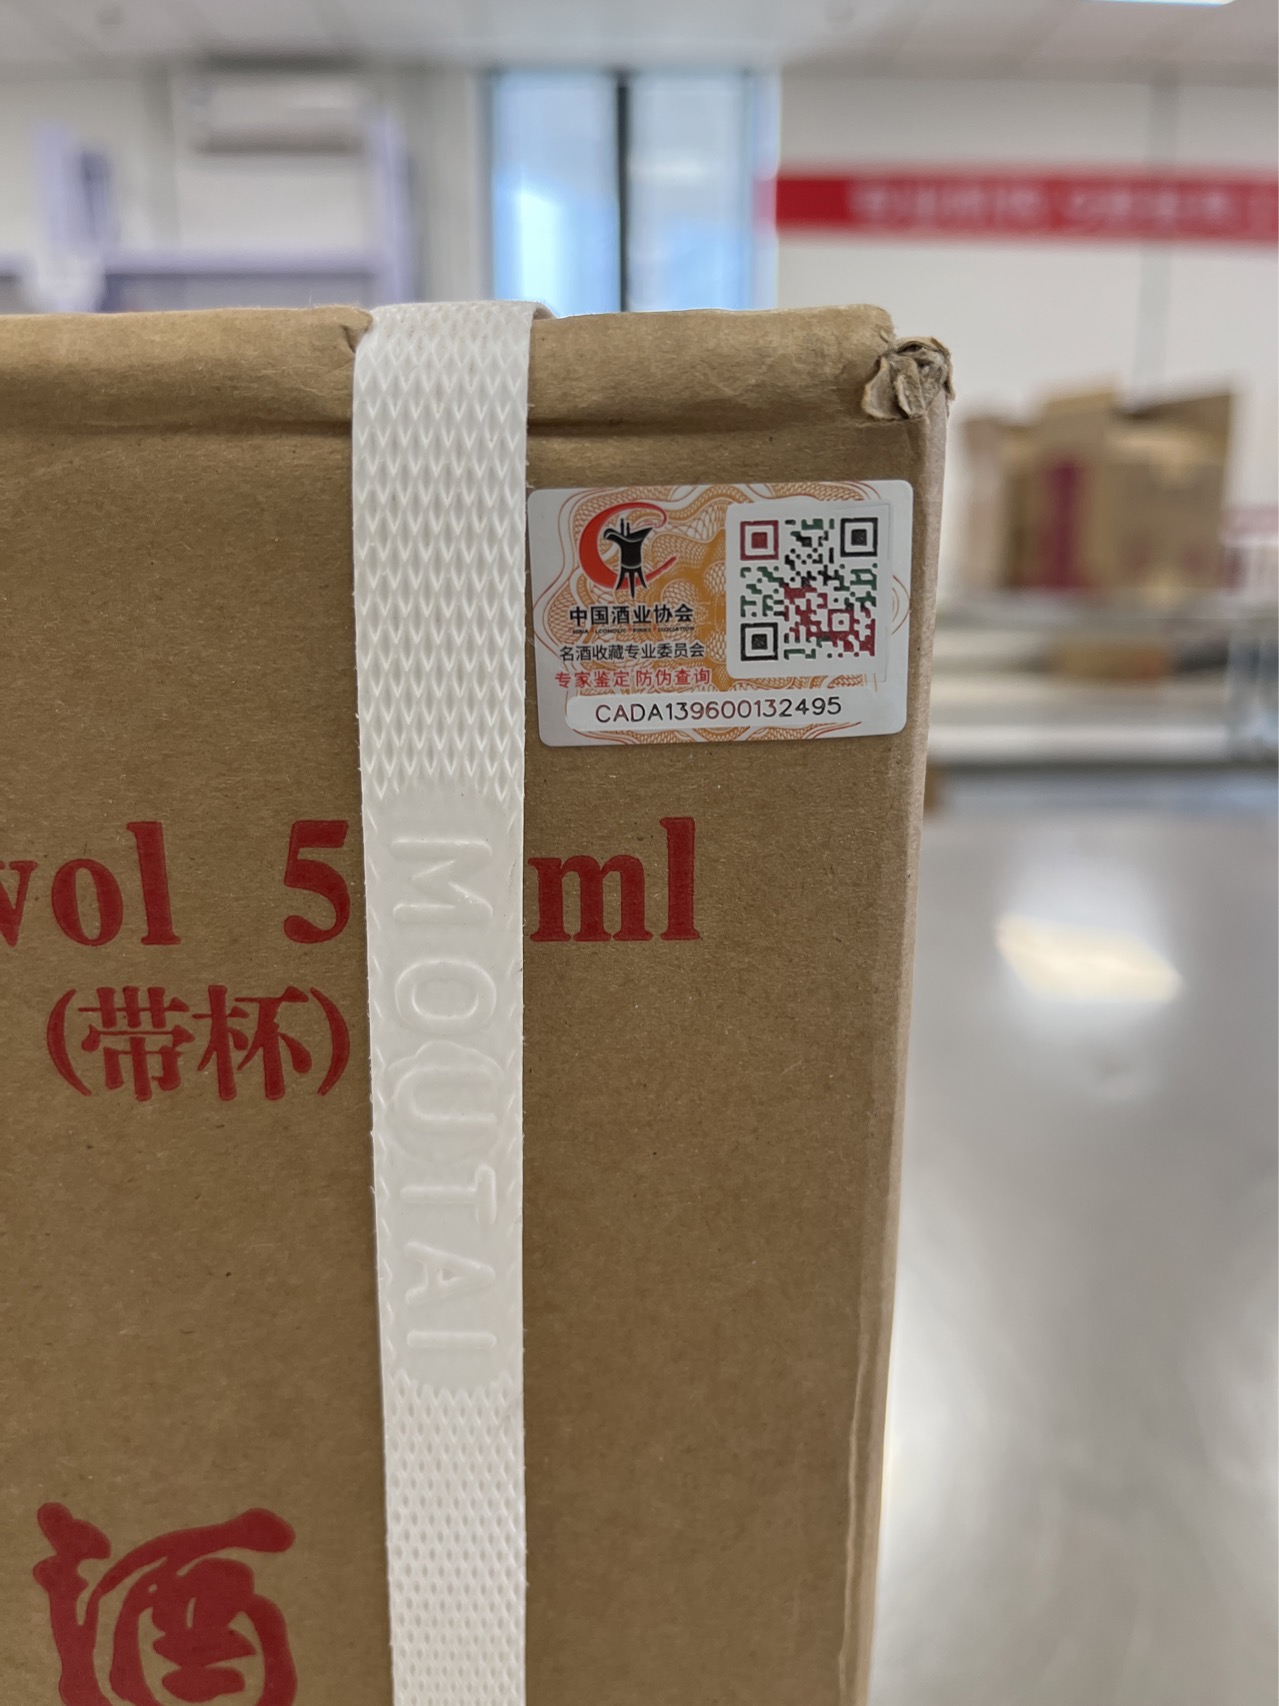 中国酒业协会
名酒收藏专业委员会
专家鉴定 防伪查询
CADA139600132495
vol 5 ml
(带杯)
MOUTAI
酒